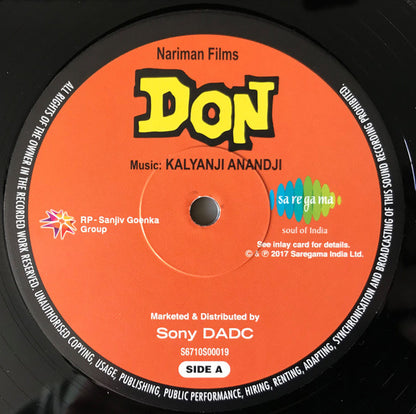 Nariman Films
DON
Music: KALYANJI ANANDJI
RP - Sanjiv Goenka
Group
sa re ga ma
soul of India
See inlay card for details.
© & ℗ 2017 Saregama India Ltd.
Marketed & Distributed by
Sony DADC
S6710S00019
SIDE A
ALL RIGHTS OF THE OWNER IN THE RECORDED WORK RESERVED. UNAUTHORISED COPYING, USAGE, PUBLISHING, PUBLIC PERFORMANCE, HIRING, RENTING, ADAPTING, SYNCHRONISATION AND BROADCASTING OF THIS SOUND RECORDING PROHIBITED.